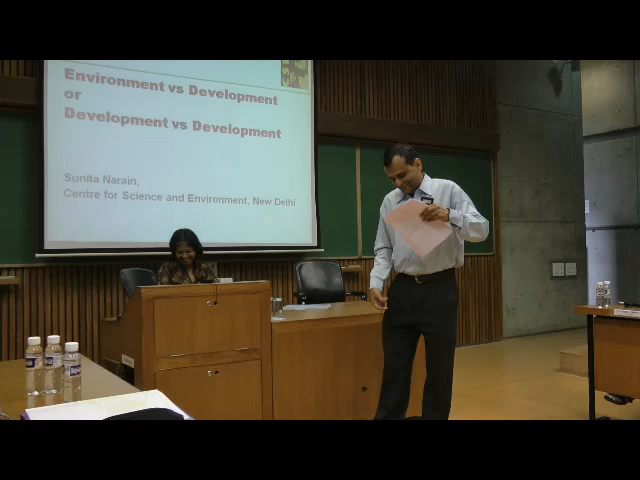 Environment vs Development
or
Development vs Development
Sunita Narain,
Centre for Science and Environment, New Delhi